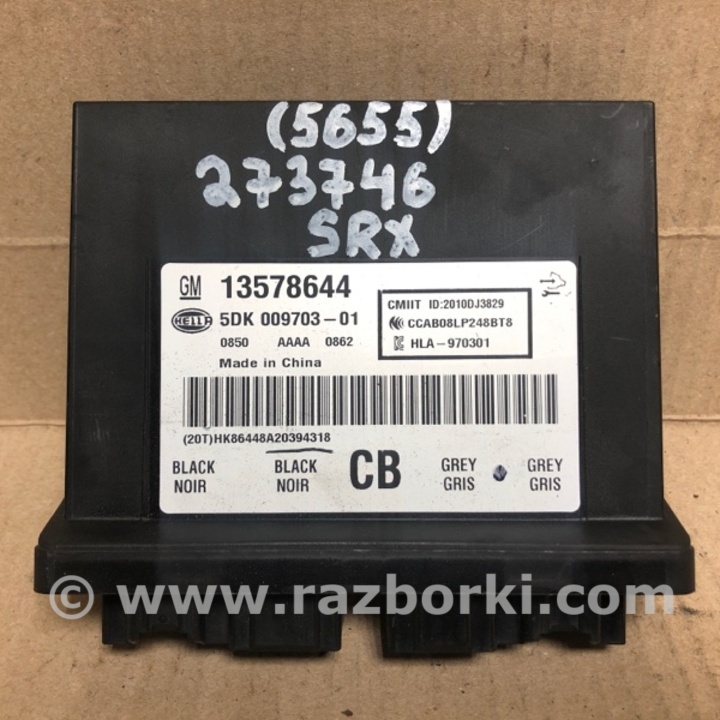 (5655)
273746
SRX
GM 13578644
HELLA 5DK 009703-01
0850 AAAA 0862
Made in China
CMIIT ID:2010DJ3829
CCAB08LP248BT8
HLA-970301
(20T)HK86448A20394318
BLACK BLACK CB GREY GREY
NOIR NOIR GRIS GRIS
© www.razborki.com